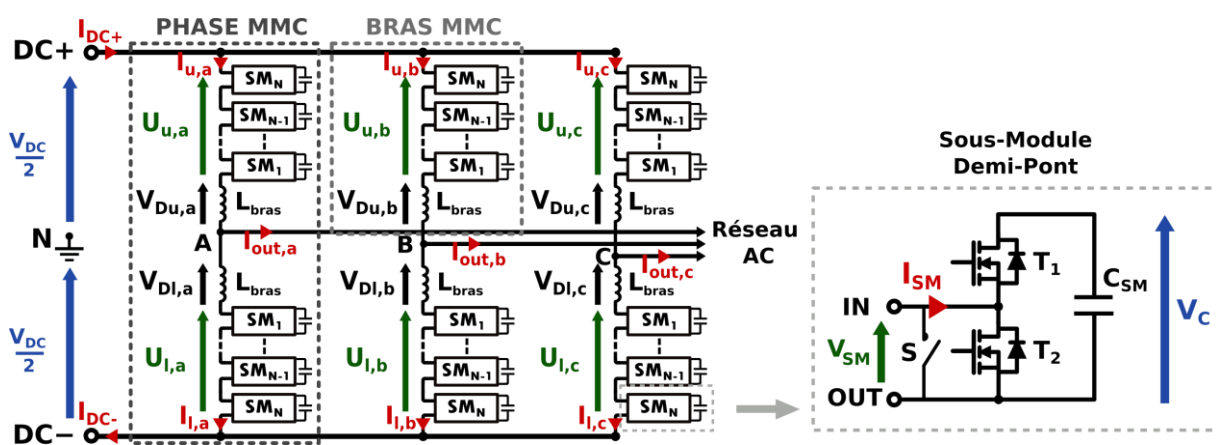 PHASE MMC
BRAS MMC
DC+
I_DC+
I_u,a
I_u,b
I_u,c
SM_N
SM_N
SM_N
SM_N-1
SM_N-1
SM_N-1
SM_1
SM_1
SM_1
U_u,a
U_u,b
U_u,c
V_DC
2
V_Du,a
V_Du,b
V_Du,c
L_bras
L_bras
L_bras
N
A
B
C
I_out,a
I_out,b
I_out,c
Réseau
AC
V_Dl,a
V_Dl,b
V_Dl,c
L_bras
L_bras
L_bras
V_DC
2
U_l,a
U_l,b
U_l,c
SM_1
SM_1
SM_1
SM_N-1
SM_N-1
SM_N-1
SM_N
SM_N
SM_N
I_DC-
I_l,a
I_l,b
I_l,c
DC−
Sous-Module
Demi-Pont
T_1
I_SM
C_SM
IN
V_C
V_SM
S
T_2
OUT